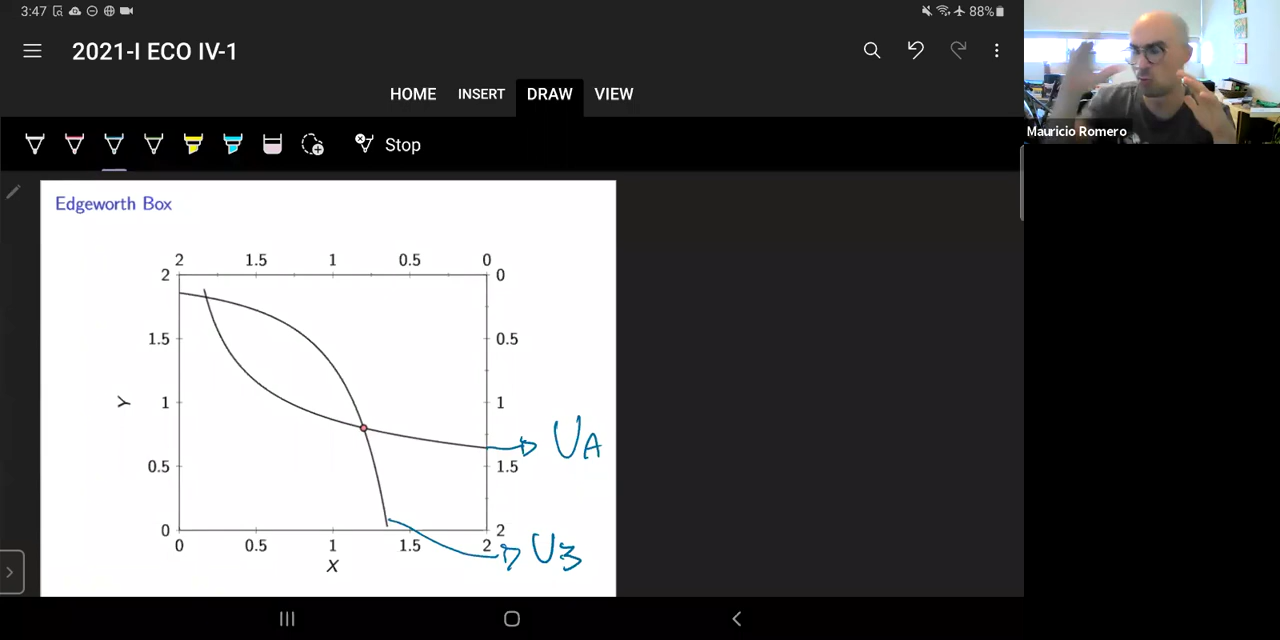 3:47
88%
2021-I ECO IV-1
HOME INSERT DRAW VIEW
Stop
Mauricio Romero
Edgeworth Box
2 1.5 1 0.5 0
2 0
1.5 0.5
Y 1 1
UA
0.5 1.5
0 2
0 0.5 1 1.5 2
UB
X